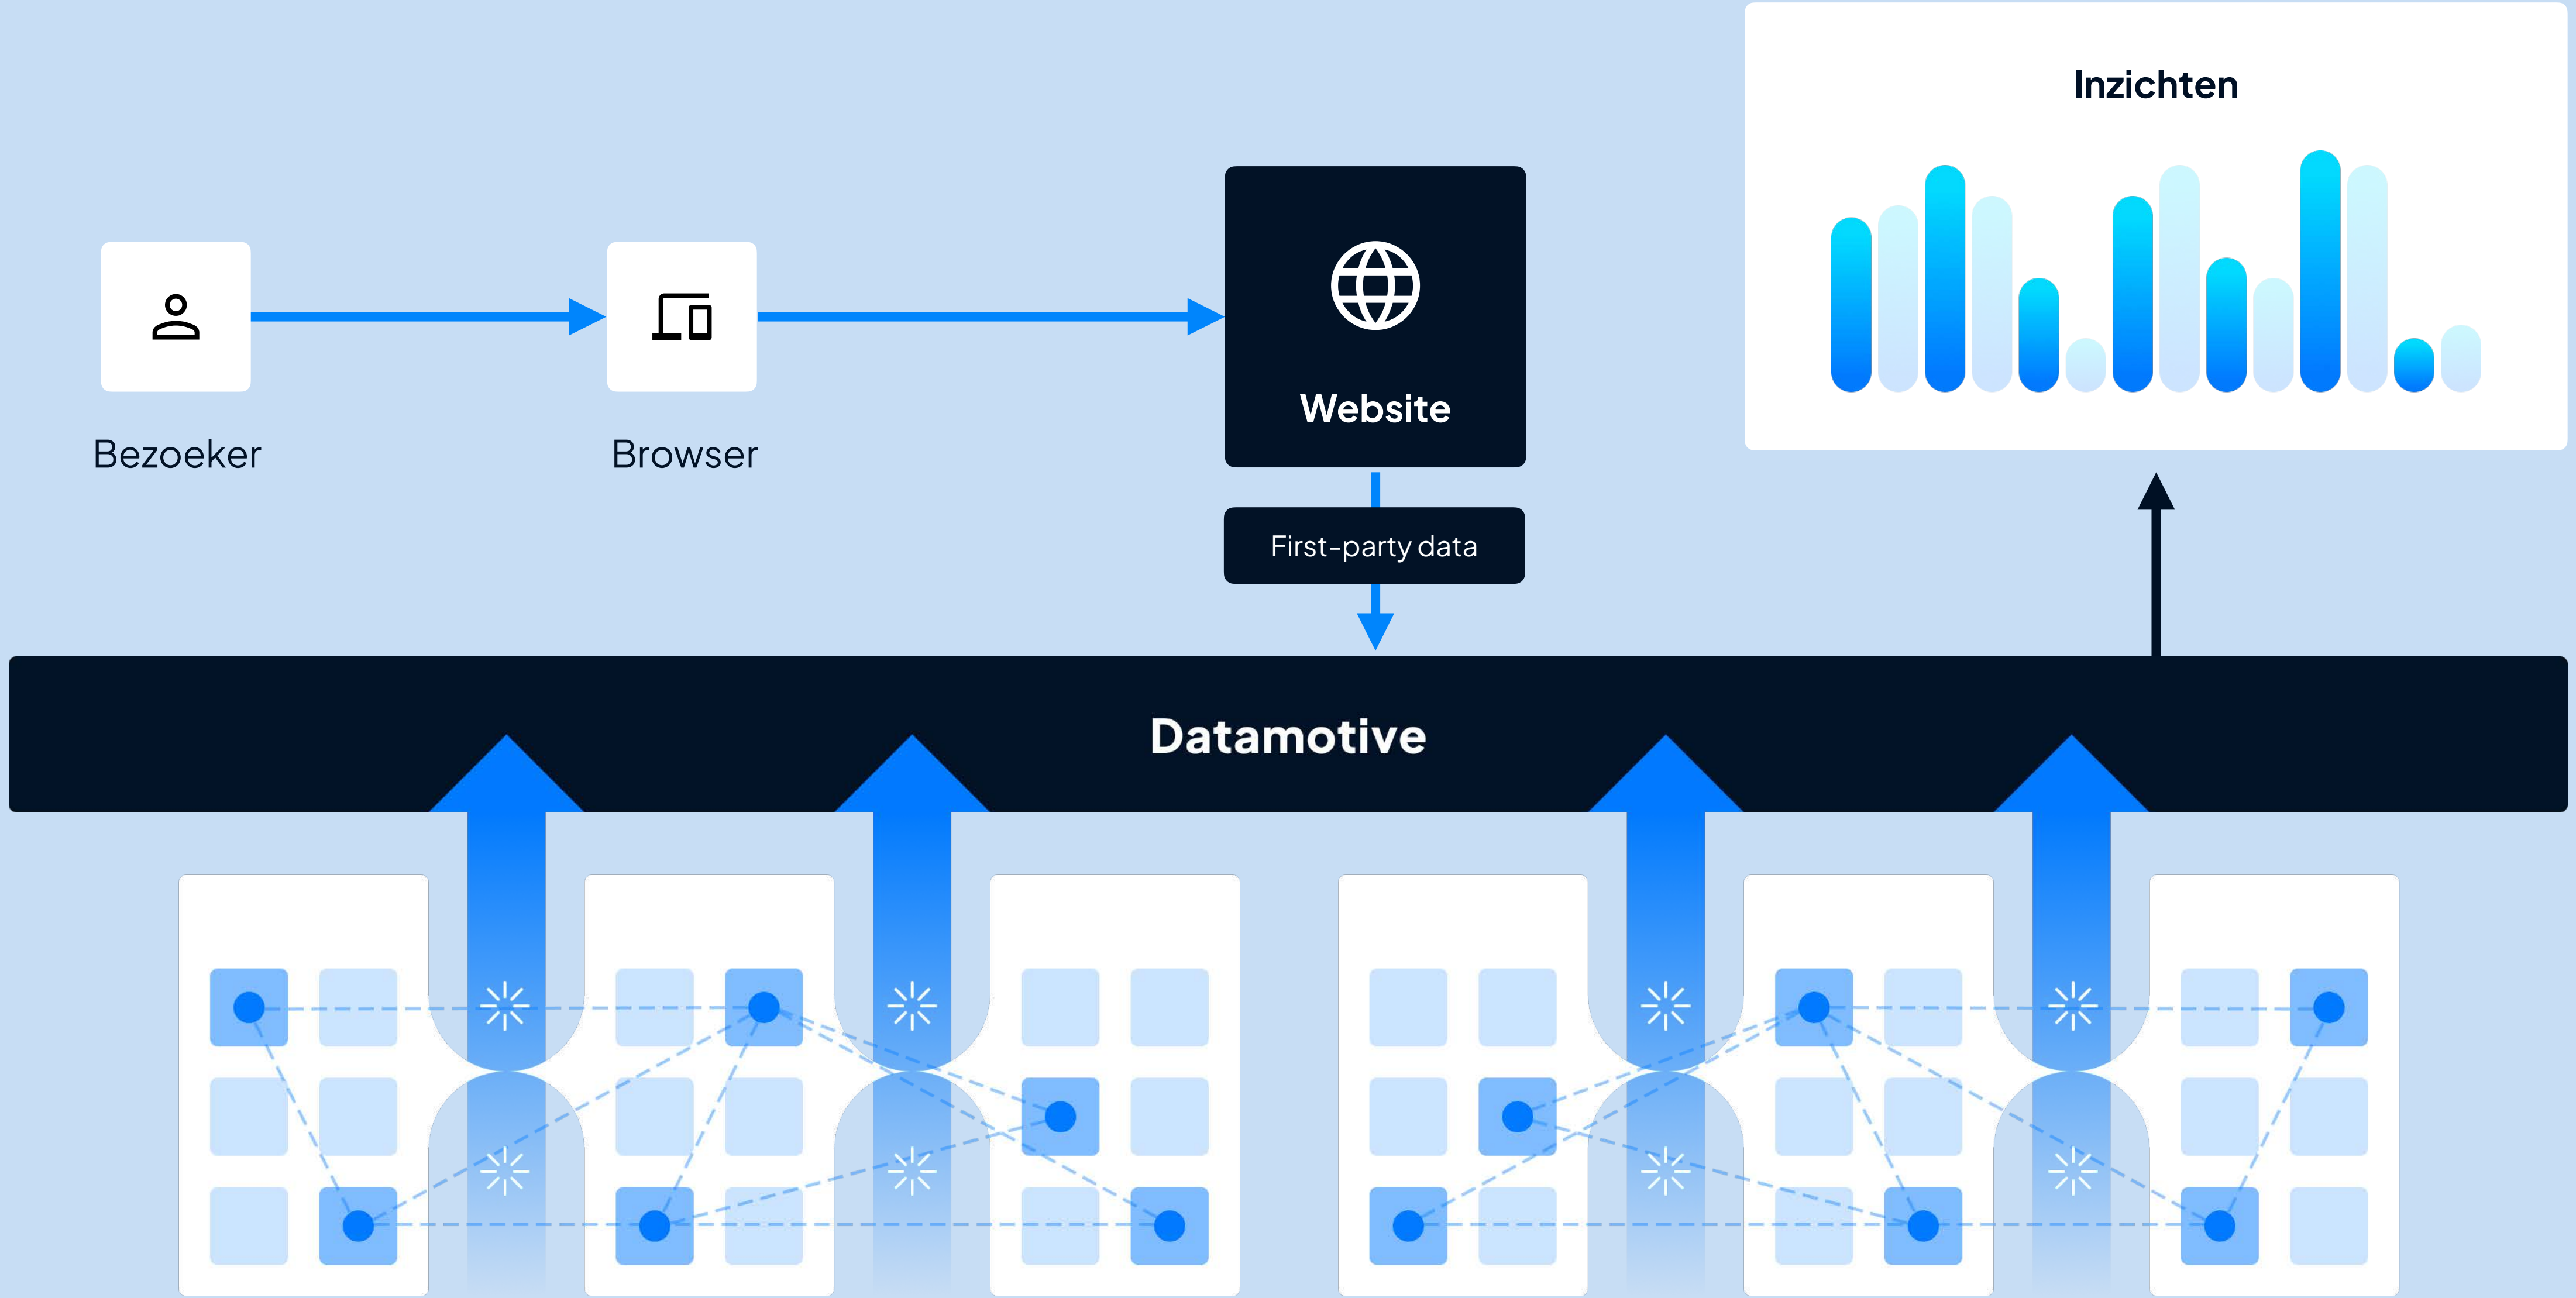 Inzichten
Bezoeker
Browser
Website
First-party data
Datamotive